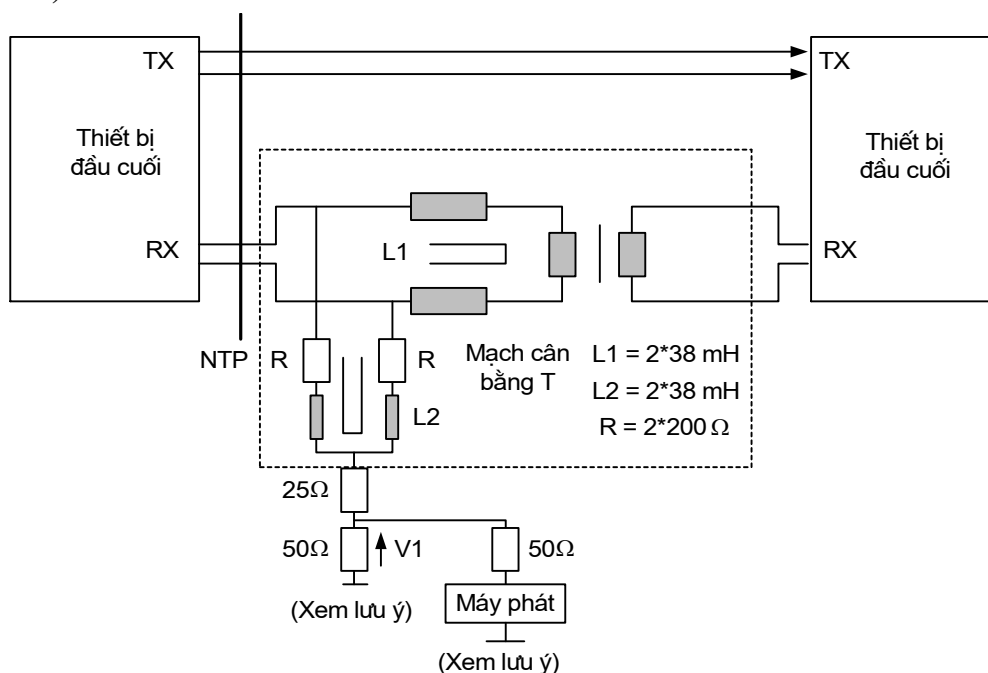 )
TX
TX
Thiết bị
đầu cuối
Thiết bị
đầu cuối
RX
L1
RX
NTP
R
R
Mạch cân
bằng T
L1 = 2*38 mH
L2 = 2*38 mH
R = 2*200 Ω
L2
25Ω
50Ω
V1
50Ω
(Xem lưu ý)
Máy phát
(Xem lưu ý)